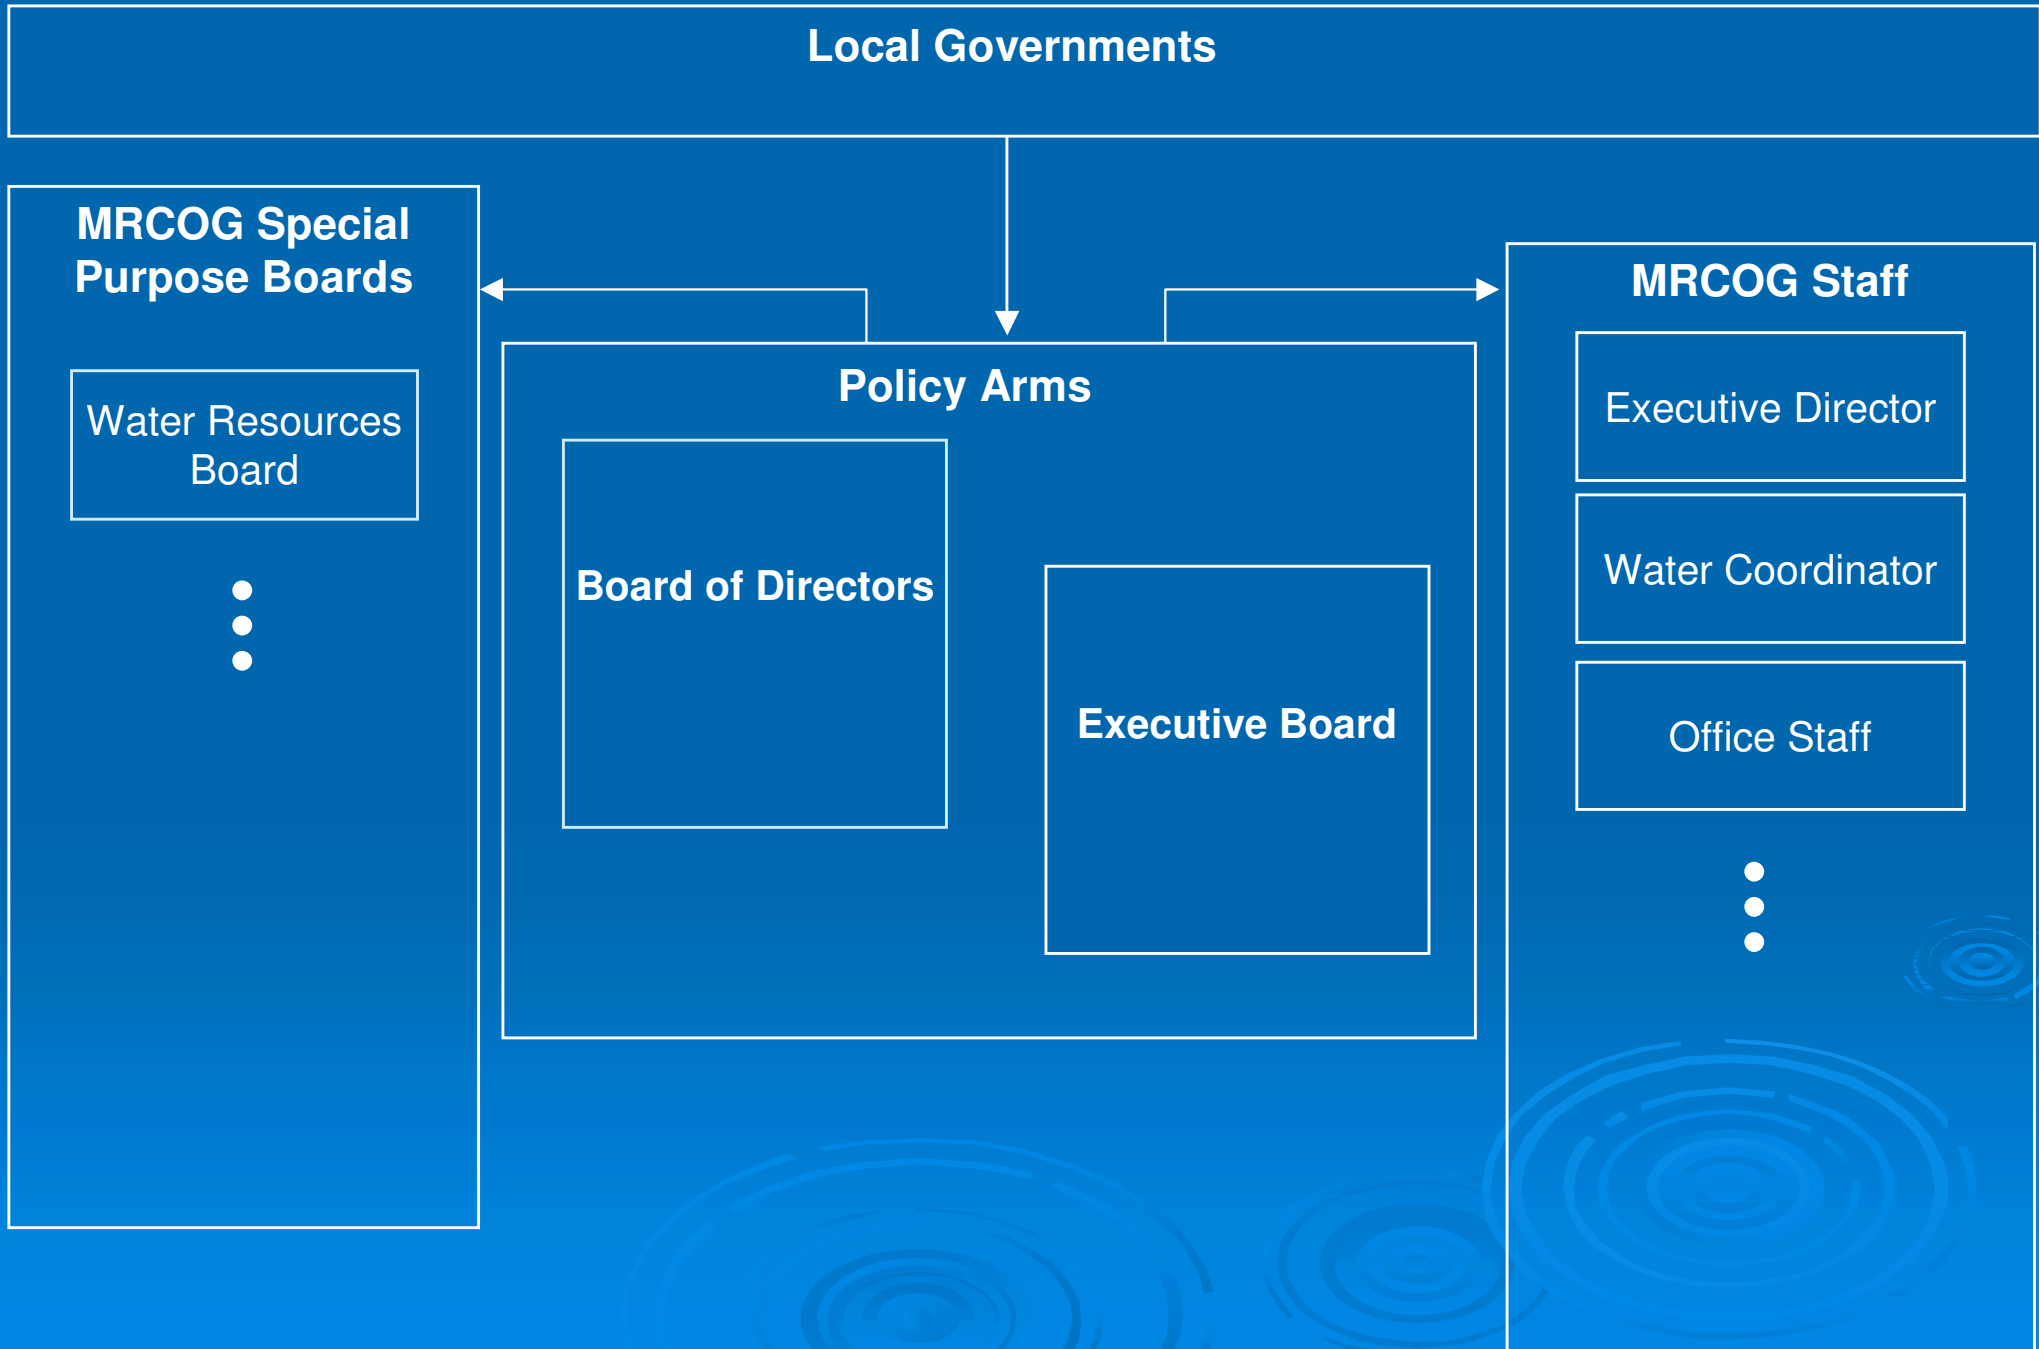 Local Governments
MRCOG Special
Purpose Boards
Water Resources
Board
Policy Arms
Board of Directors
Executive Board
MRCOG Staff
Executive Director
Water Coordinator
Office Staff